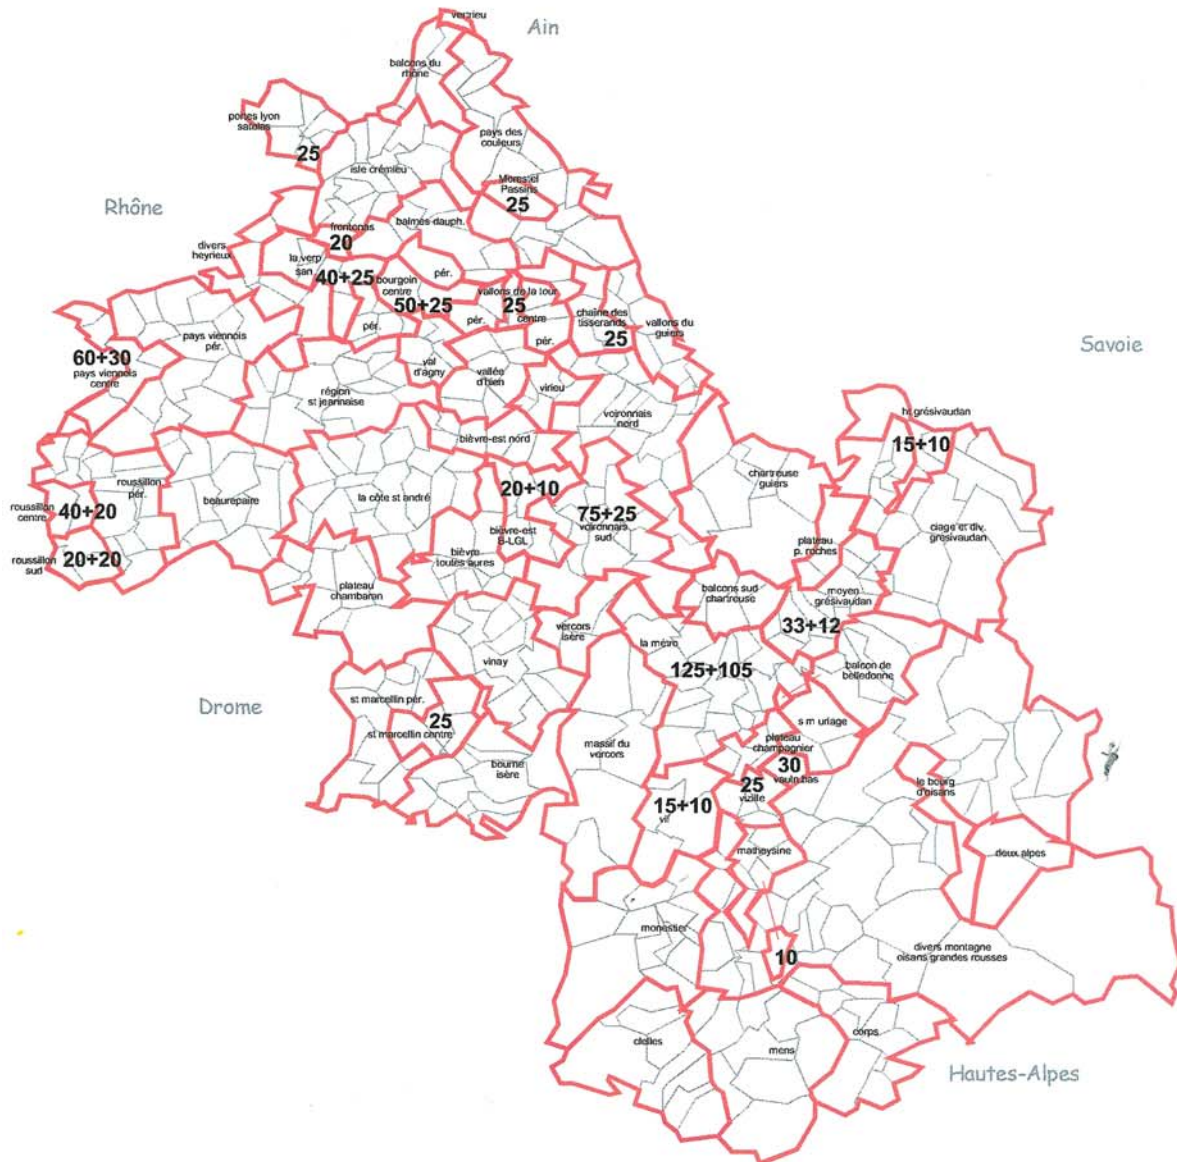 verrieu
Ain
balcons du
rhône
portes lyon
satolas
25
pays des
couleurs
isle crémieu
Morestel
Passins
25
Rhône
balmes dauph.
frontonas
20
divers
heyrieux
la verp
san
40+25
bourgoin
centre
50+25
pér.
vallons de la tour
25
centre
pér.
pér.
pér.
chaîne des
tisserands
25
vallons du
guiers
Savoie
pays viennois
pér.
60+30
pays viennois
centre
val
d'agny
vallée
d'hien
virieu
région
st jeannaise
voironnais
nord
ht grésivaudan
15+10
bièvre-est nord
roussillon
pér.
beaurepaire
la côte st andré
20+10
chartreuse
guiers
roussillon
centre
40+20
75+25
voironnais
sud
bièvre-est
B-LGL
ciage et div.
grésivaudan
plateau
p. roches
roussillon
sud
20+20
bièvre
toutes aures
plateau
chambaran
balcons sud
chartreuse
moyen
grésivaudan
33+12
vercors
isère
la métro
125+105
balcon de
belledonne
vinay
Drome
st marcellin pér.
25
st marcellin centre
s m uriage
plateau
champagnier
30
vauln.bas
massif du
vercors
bourne
isère
25
vizille
le bourg
d'oisans
15+10
vif
matheysine
deux alpes
monestier
10
divers montagne
oisans grandes rousses
clelles
mens
corps
Hautes-Alpes